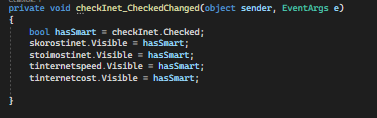 private void checkInet_CheckedChanged(object sender, EventArgs e)
{
bool hasSmart = checkInet.Checked;
skorostinet.Visible = hasSmart;
stoimostinet.Visible = hasSmart;
tinternetspeed.Visible = hasSmart;
tinternetcost.Visible = hasSmart;
}